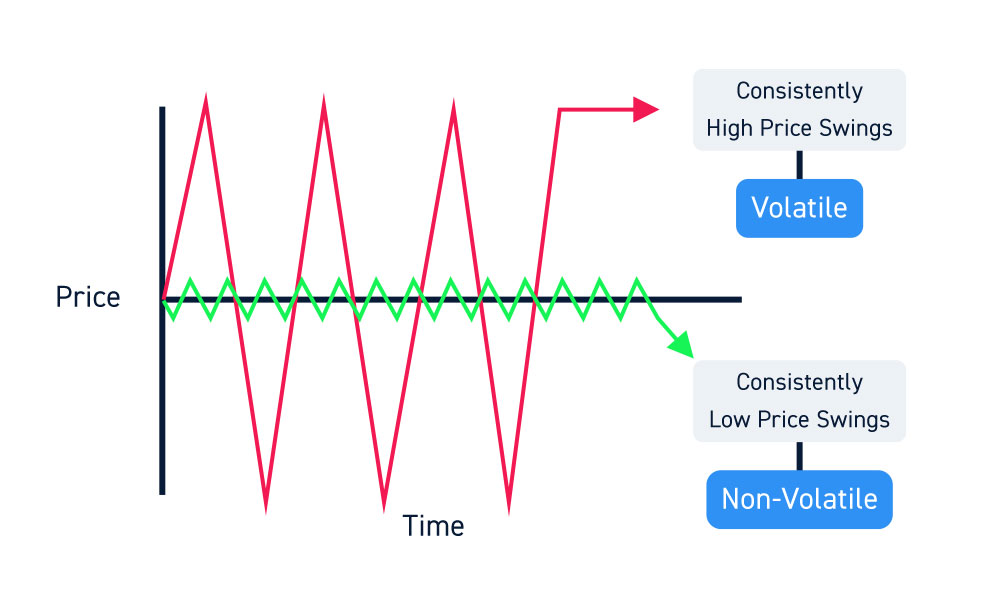 Consistently
High Price Swings
Volatile
Price
Consistently
Low Price Swings
Non-Volatile
Time